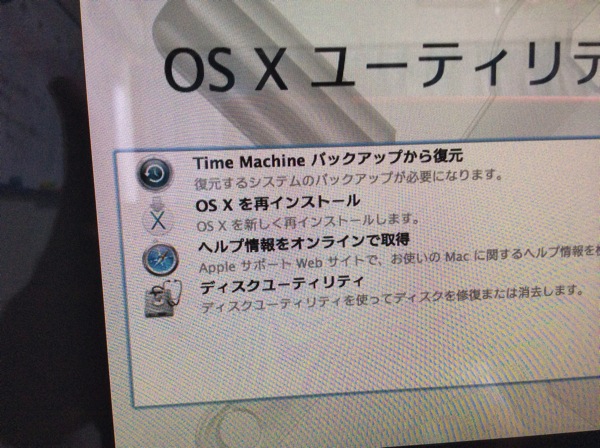 OS X ユーティリテ
Time Machine バックアップから復元
復元するシステムのバックアップが必要になります。
OS X を再インストール
OS X を新しく再インストールします。
ヘルプ情報をオンラインで取得
Apple サポート Web サイトで、お使いの Mac に関するヘルプ情報を
ディスクユーティリティ
ディスクユーティリティを使ってディスクを修復または消去します。